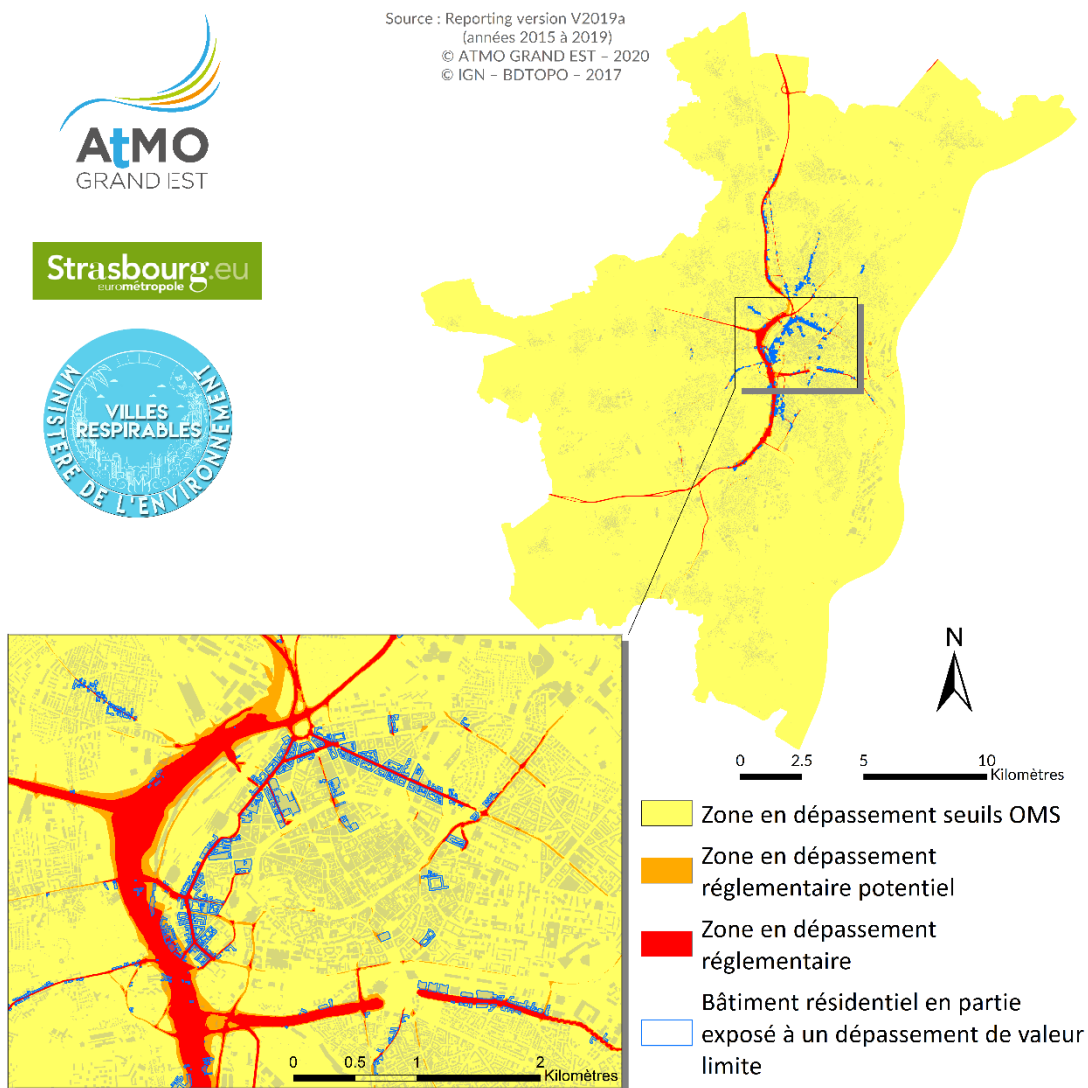 Source : Reporting version V2019a
(années 2015 à 2019)
© ATMO GRAND EST – 2020
© IGN – BDTOPO – 2017
AtMO
GRAND EST
Strasbourg.eu
eurométropole
VILLES
RESPIRABLES
MINISTERE DE L'ENVIRONNEMENT
N
0 2.5 5 10
Kilomètres
Zone en dépassement seuils OMS
Zone en dépassement
réglementaire potentiel
Zone en dépassement
réglementaire
Bâtiment résidentiel en partie
exposé à un dépassement de valeur
limite
0 0.5 1 2
Kilomètres